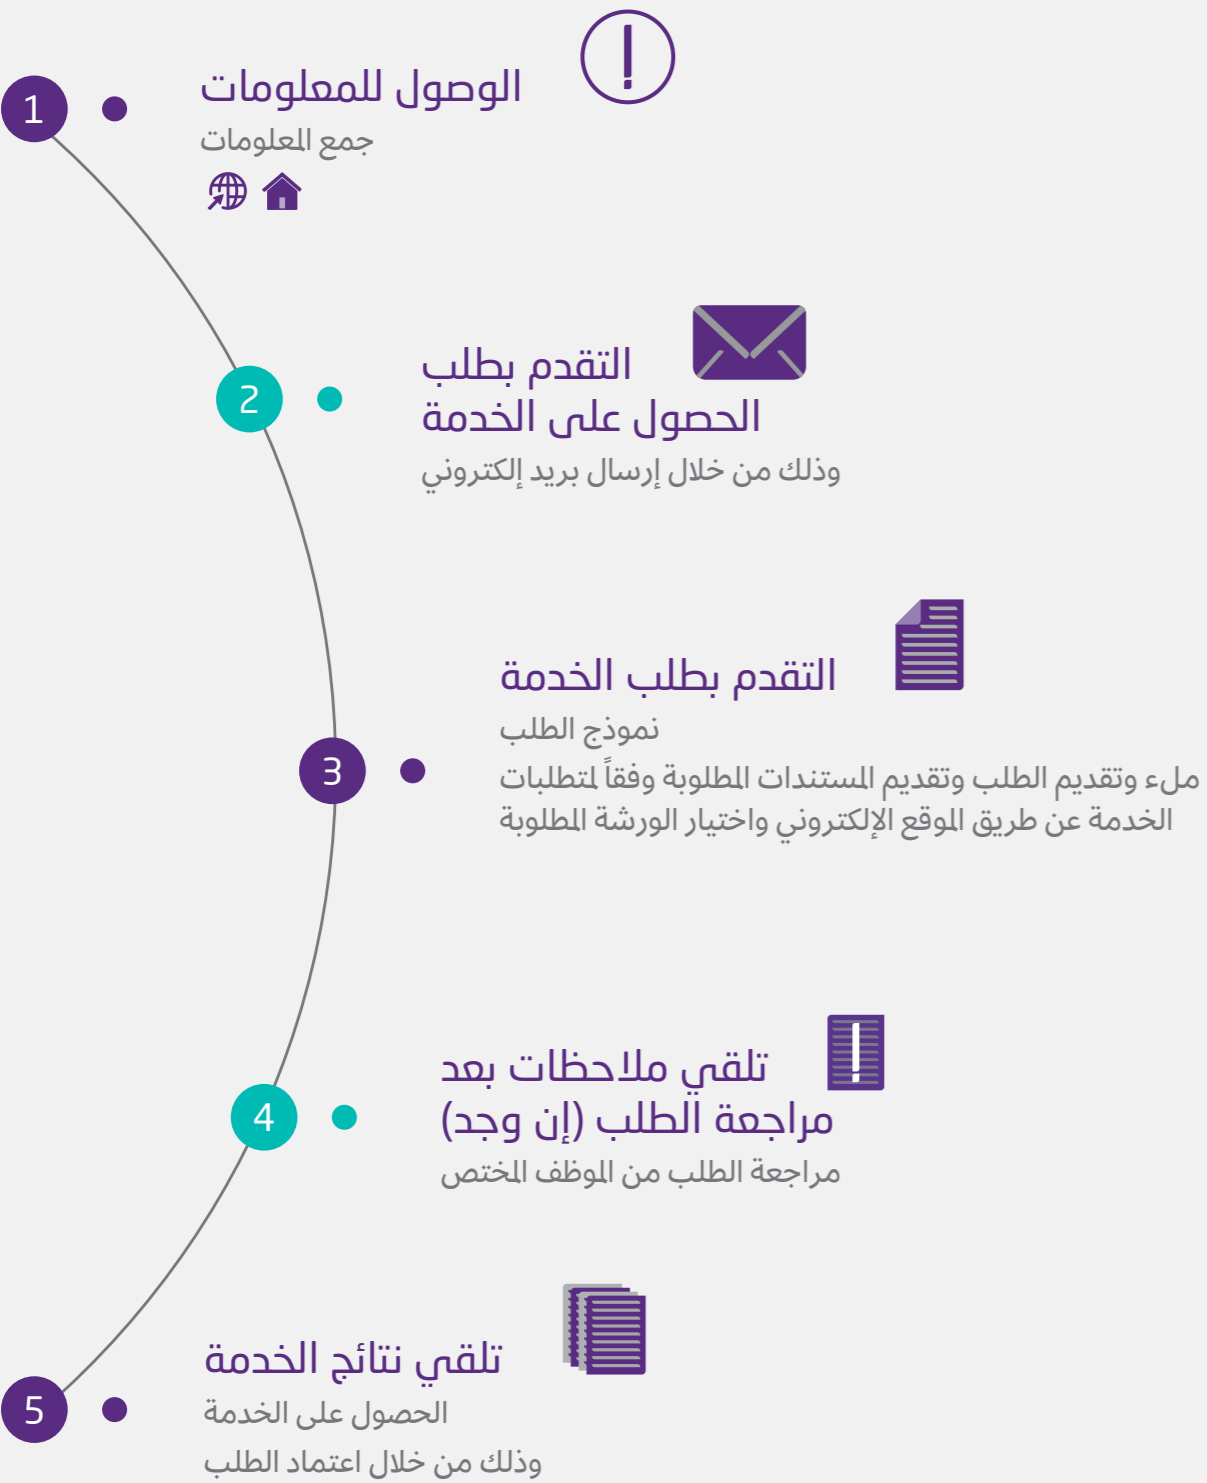 1
الوصول للمعلومات
جمع المعلومات
2
التقدم بطلب
الحصول على الخدمة
وذلك من خلال إرسال بريد إلكتروني
3
التقدم بطلب الخدمة
نموذج الطلب
ملء وتقديم الطلب وتقديم المستندات المطلوبة وفقاً لمتطلبات
الخدمة عن طريق الموقع الإلكتروني واختيار الورشة المطلوبة
4
تلقي ملاحظات بعد
مراجعة الطلب (إن وجد)
مراجعة الطلب من الموظف المختص
5
تلقي نتائج الخدمة
الحصول على الخدمة
وذلك من خلال اعتماد الطلب